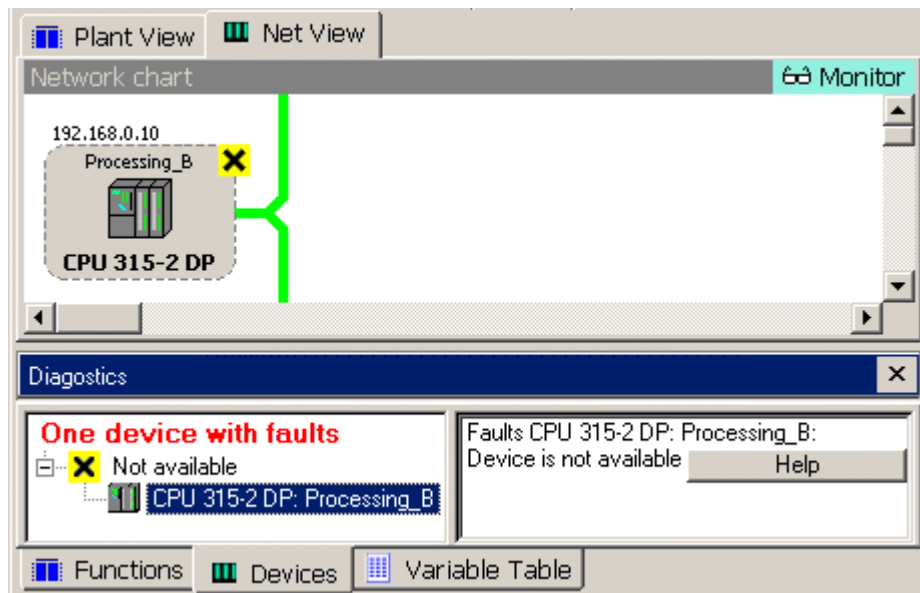 Plant View Net View
Network chart Monitor
192.168.0.10
Processing_B
CPU 315-2 DP
Diagostics
One device with faults
Not available
CPU 315-2 DP: Processing_B
Faults CPU 315-2 DP: Processing_B:
Device is not available Help
Functions Devices Variable Table